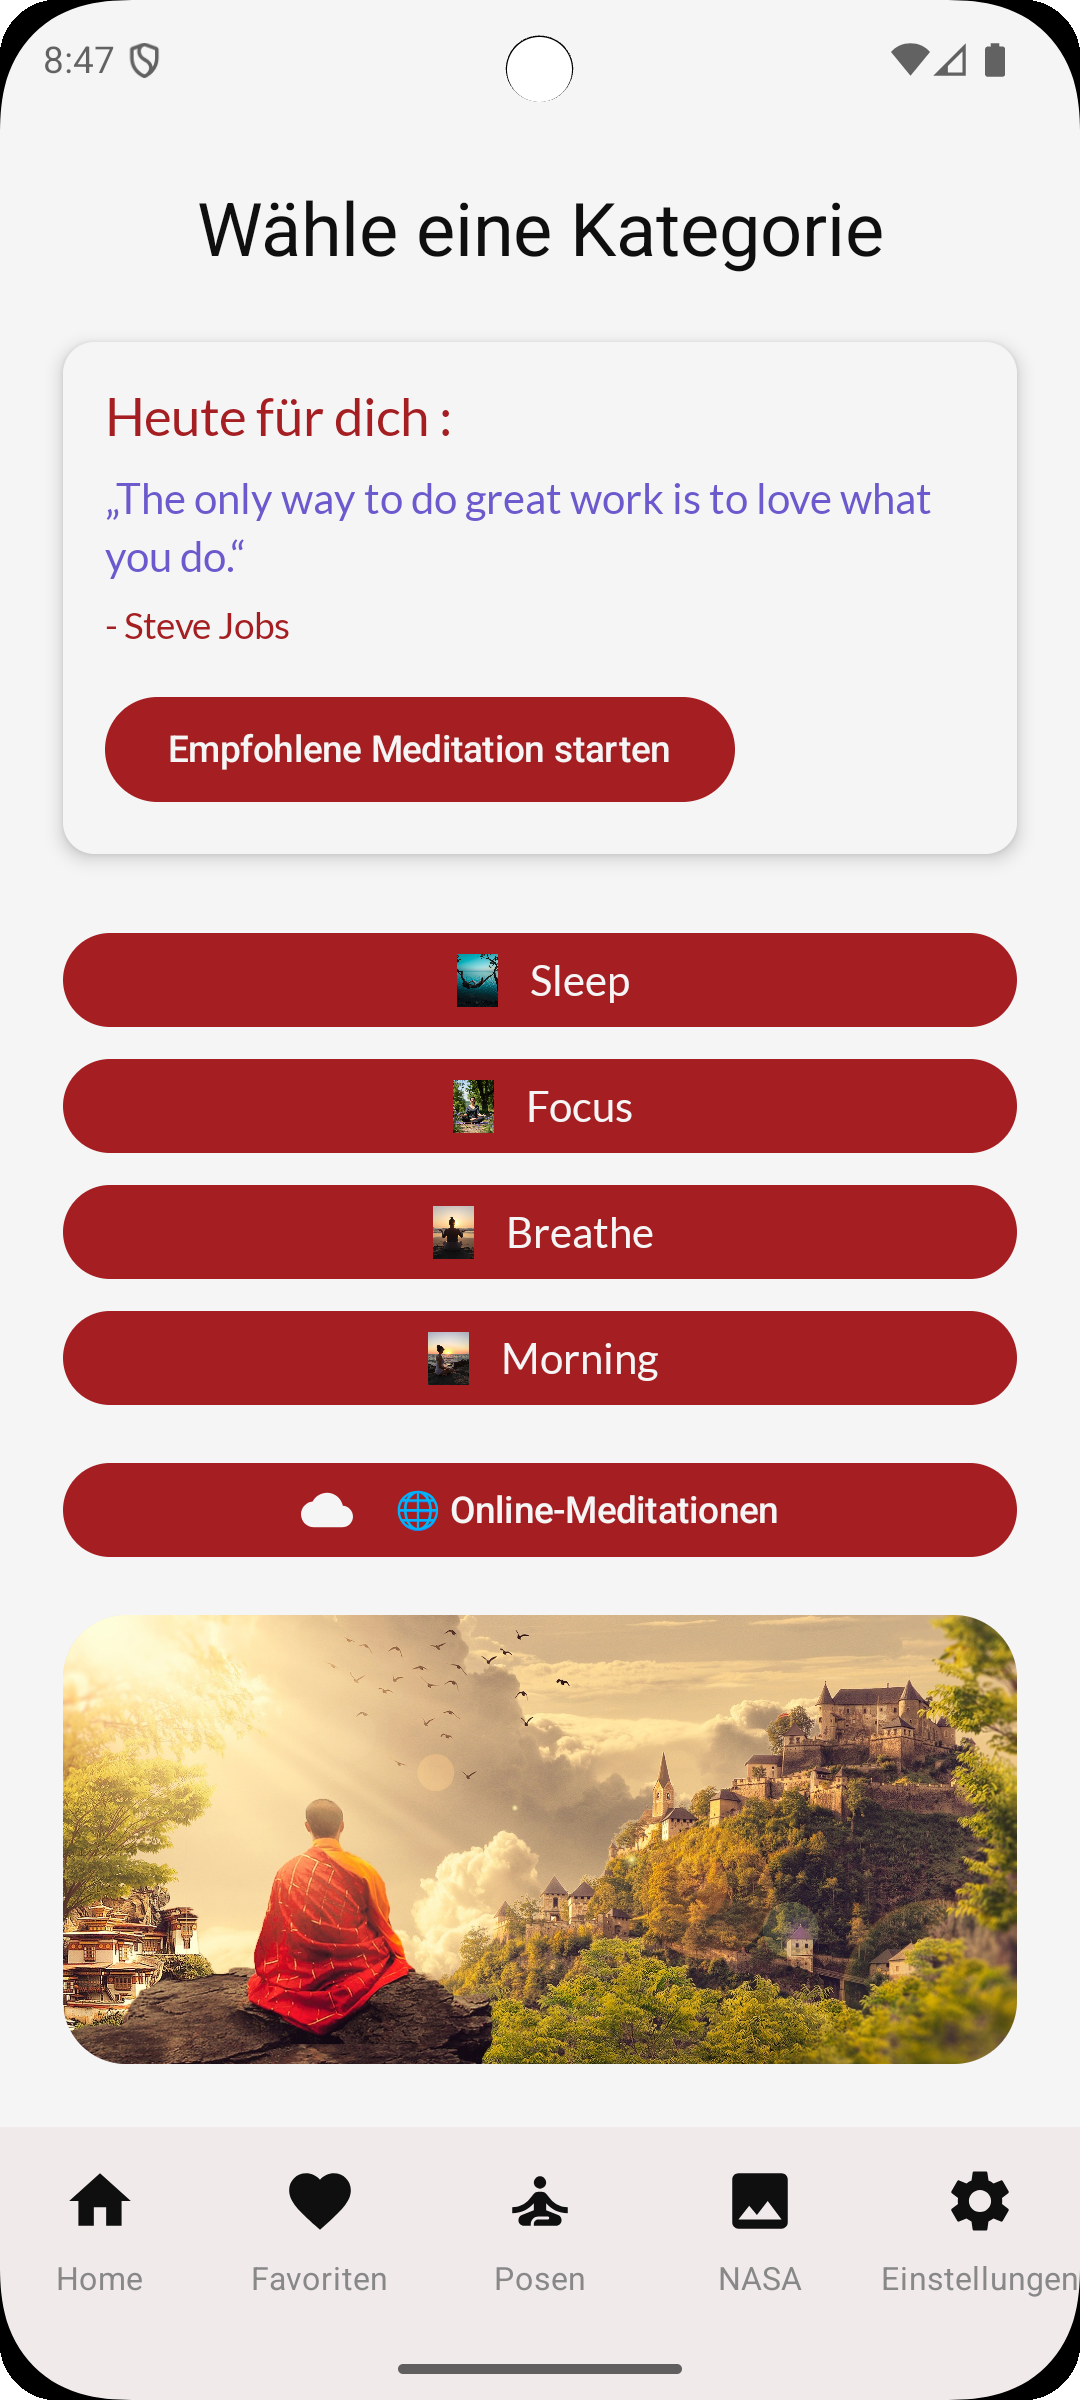 8:47
Wähle eine Kategorie
Heute für dich :
„The only way to do great work is to love what
you do.“
- Steve Jobs
Empfohlene Meditation starten
Sleep
Focus
Breathe
Morning
🌐 Online-Meditationen
Home
Favoriten
Posen
NASA
Einstellungen